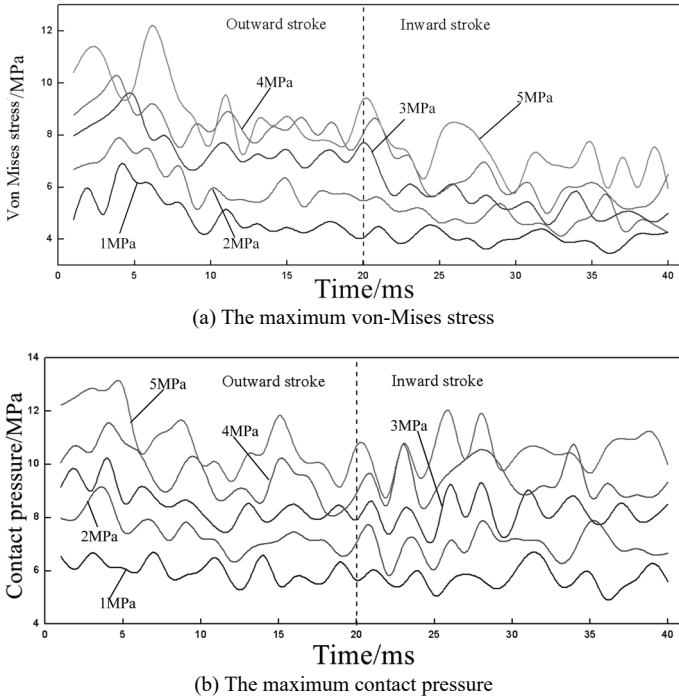 12
10
8
6
4
Von Mises stress/MPa
Outward stroke
Inward stroke
4MPa
3MPa
5MPa
1MPa
2MPa
0
5
10
15
20
25
30
35
40
Time/ms
(a) The maximum von-Mises stress
14
12
10
8
6
4
Contact pressure/MPa
5MPa
Outward stroke
Inward stroke
4MPa
3MPa
2MPa
1MPa
0
5
10
15
20
25
30
35
40
Time/ms
(b) The maximum contact pressure